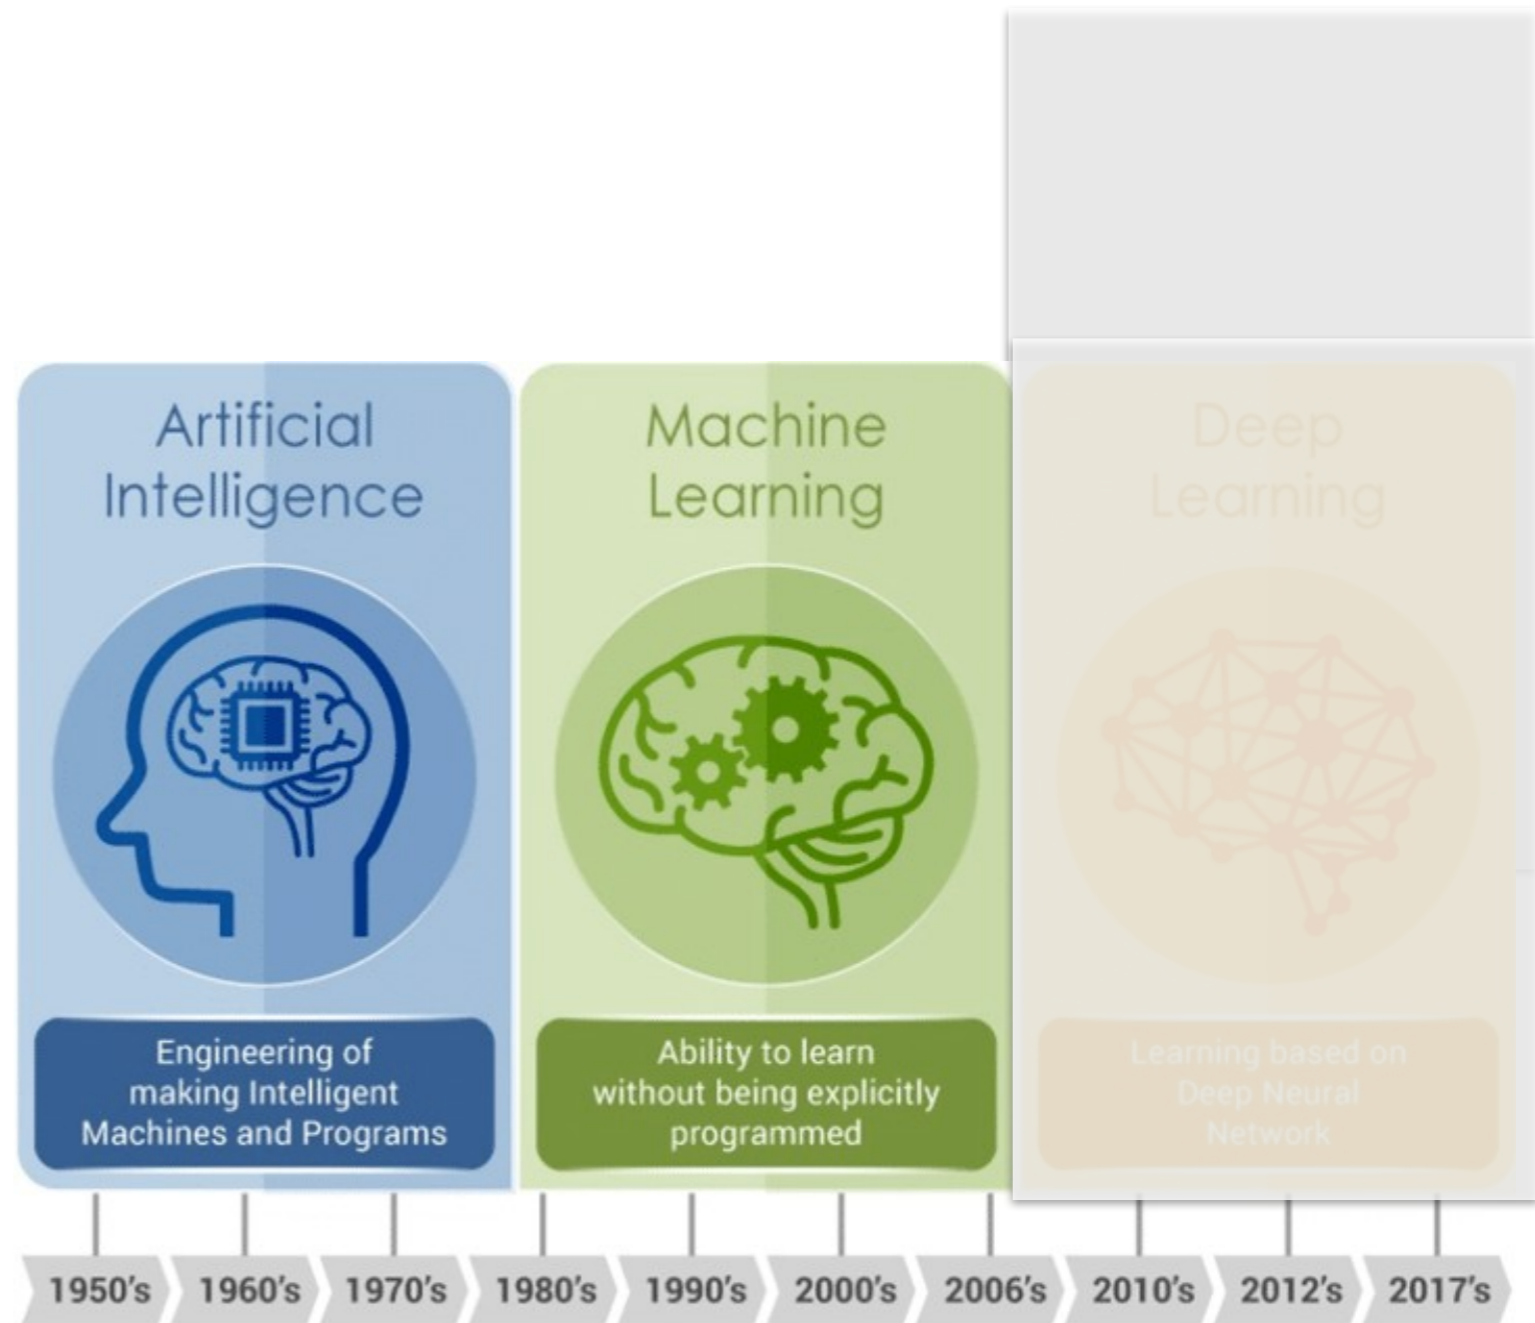 Artificial
Intelligence
Engineering of
making Intelligent
Machines and Programs
Machine
Learning
Ability to learn
without being explicitly
programmed
Deep
Learning
Learning based on
Deep Neural
Network
1950's 1960's 1970's 1980's 1990's 2000's 2006's 2010's 2012's 2017's